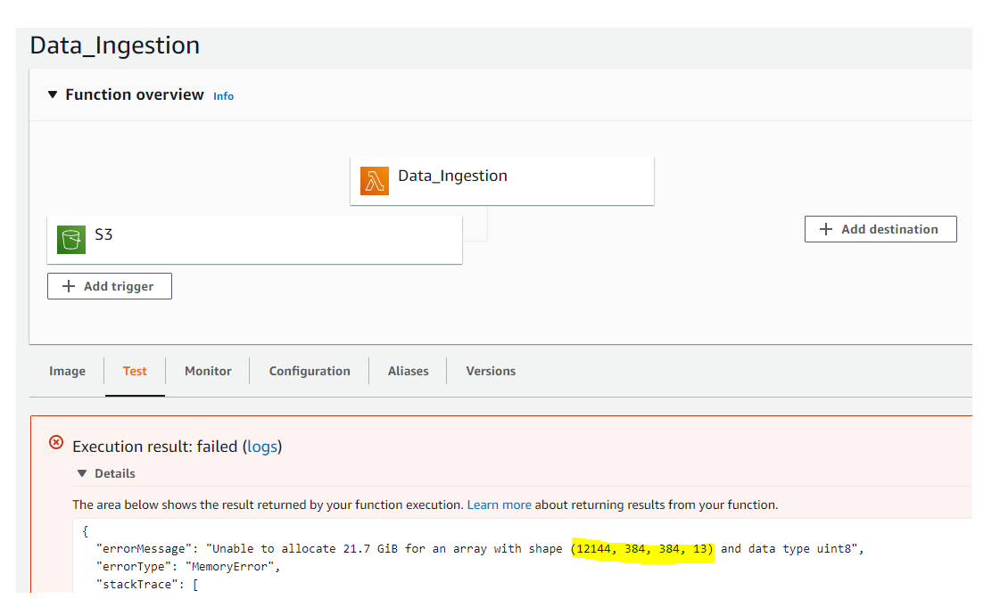 Data_Ingestion
▼ Function overview Info
Data_Ingestion
S3
+ Add destination
+ Add trigger
Image Test Monitor Configuration Aliases Versions
Execution result: failed (logs)
▼ Details
The area below shows the result returned by your function execution. Learn more about returning results from your function.
{
"errorMessage": "Unable to allocate 21.7 GiB for an array with shape (12144, 384, 384, 13) and data type uint8",
"errorType": "MemoryError",
"stackTrace": [